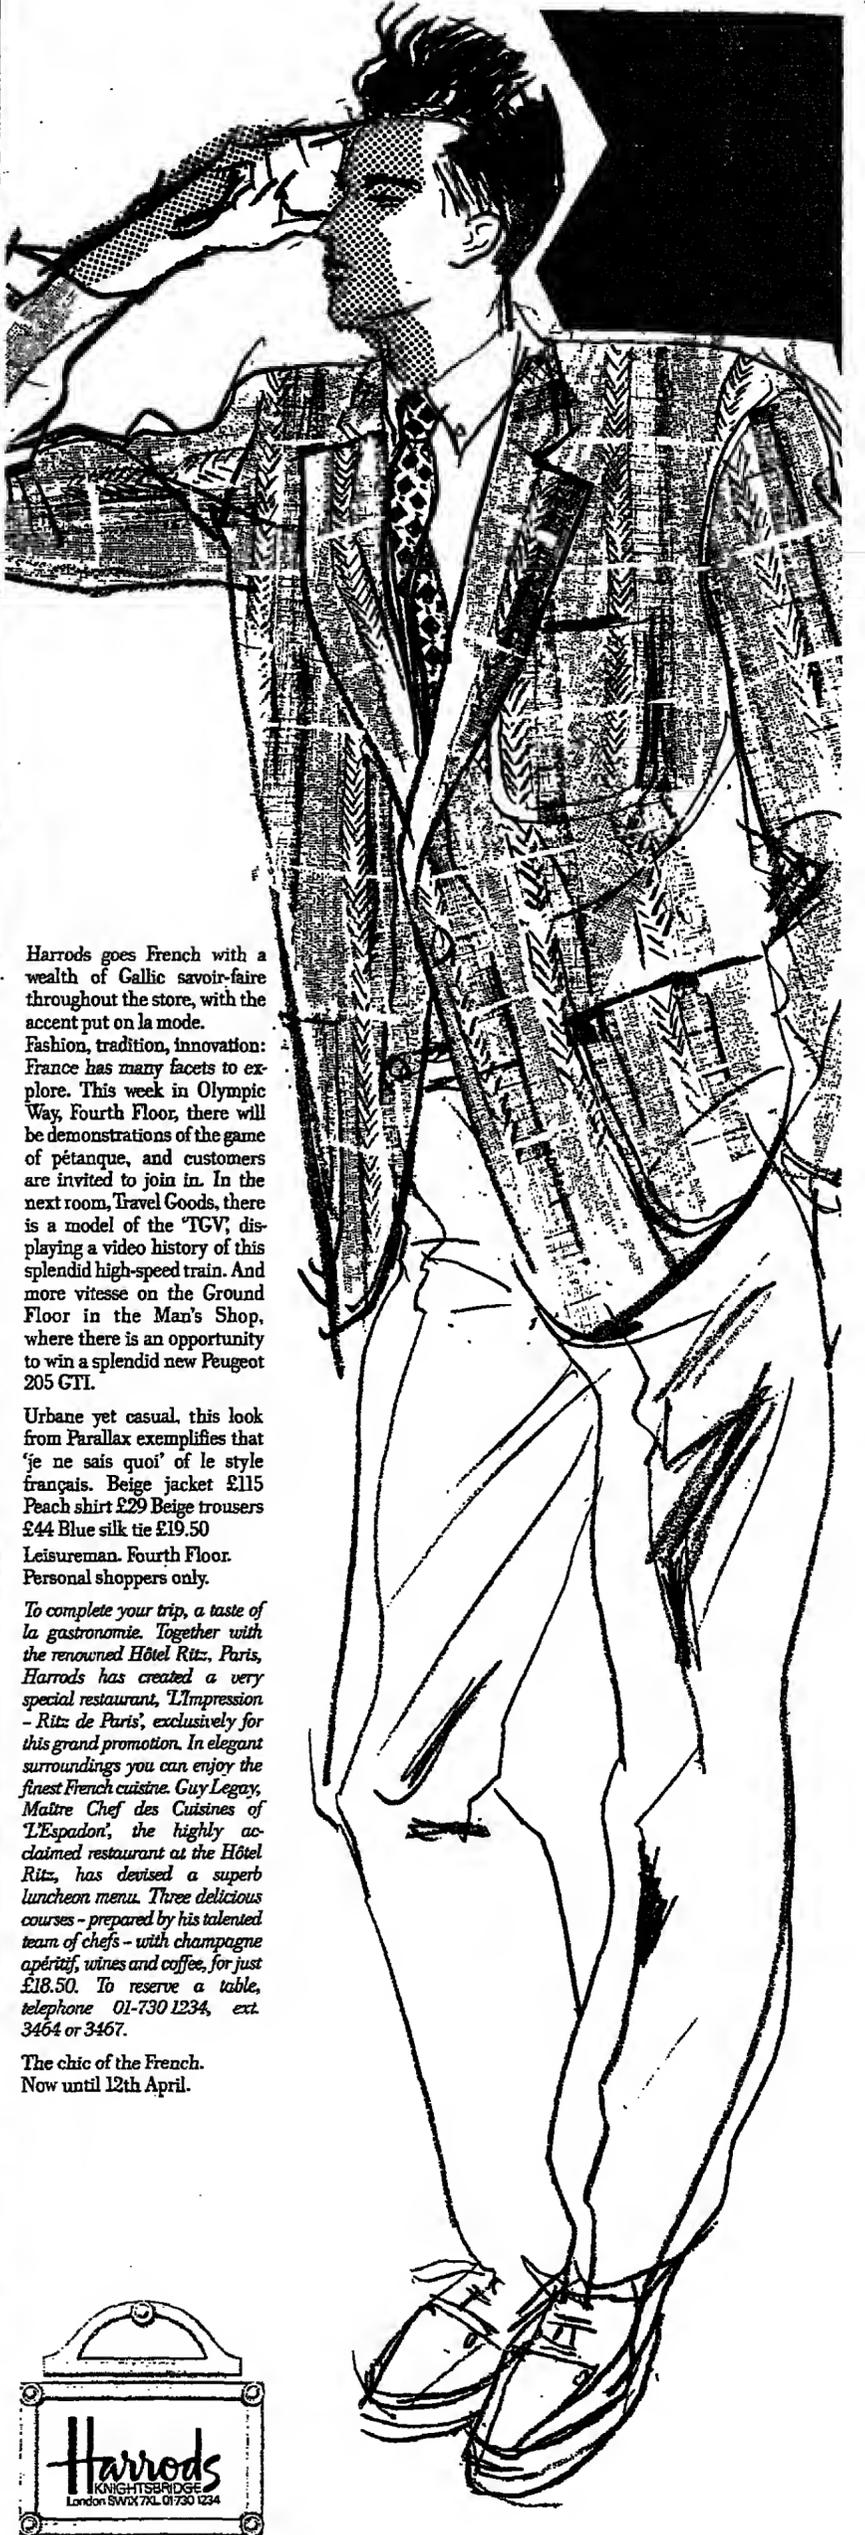 Harrods goes French with a
wealth of Gallic savoir-faire
throughout the store, with the
accent put on la mode.
Fashion, tradition, innovation:
France has many facets to ex-
plore. This week in Olympic
Way, Fourth Floor, there will
be demonstrations of the game
of pétanque, and customers
are invited to join in. In the
next room, Travel Goods, there
is a model of the 'TGV', dis-
playing a video history of this
splendid high-speed train. And
more vitesse on the Ground
Floor in the Man's Shop,
where there is an opportunity
to win a splendid new Peugeot
205 GTI.
Urbane yet casual, this look
from Parallax exemplifies that
'je ne sais quoi' of le style
français. Beige jacket £115
Peach shirt £29 Beige trousers
£44 Blue silk tie £19.50
Leisureman. Fourth Floor.
Personal shoppers only.
To complete your trip, a taste of
la gastronomie. Together with
the renowned Hôtel Ritz, Paris,
Harrods has created a very
special restaurant, 'L'Impression
– Ritz de Paris', exclusively for
this grand promotion. In elegant
surroundings you can enjoy the
finest French cuisine. Guy Legay,
Maître Chef des Cuisines of
'L'Espadon', the highly ac-
claimed restaurant at the Hôtel
Ritz, has devised a superb
luncheon menu. Three delicious
courses – prepared by his talented
team of chefs – with champagne
apéritif, wines and coffee, for just
£18.50. To reserve a table,
telephone 01-730 1234, ext.
3464 or 3467.
The chic of the French.
Now until 12th April.
Harrods
KNIGHTSBRIDGE
London SW1X 7XL 01-730 1234